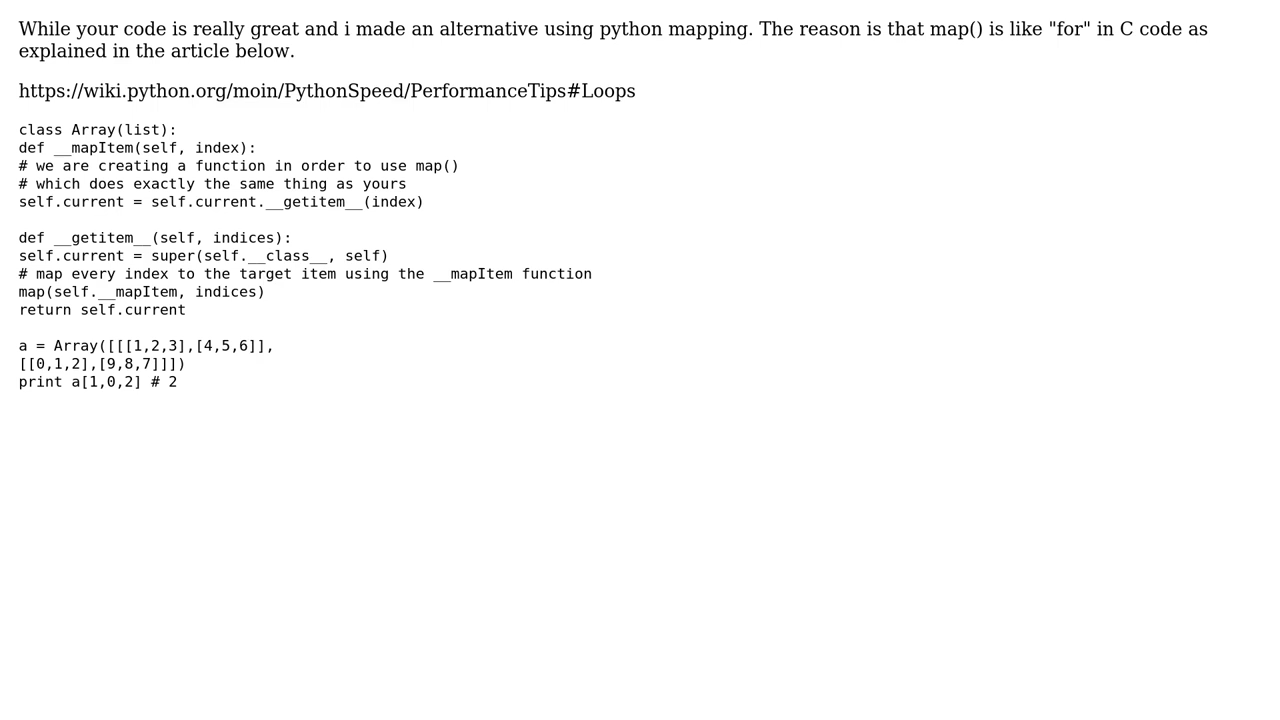 While your code is really great and i made an alternative using python mapping. The reason is that map() is like "for" in C code as
explained in the article below.
https://wiki.python.org/moin/PythonSpeed/PerformanceTips#Loops
class Array(list):
def __mapItem(self, index):
# we are creating a function in order to use map()
# which does exactly the same thing as yours
self.current = self.current.__getitem__(index)
def __getitem__(self, indices):
self.current = super(self.__class__, self)
# map every index to the target item using the __mapItem function
map(self.__mapItem, indices)
return self.current
a = Array([[[1,2,3],[4,5,6]],
[[0,1,2],[9,8,7]]])
print a[1,0,2] # 2